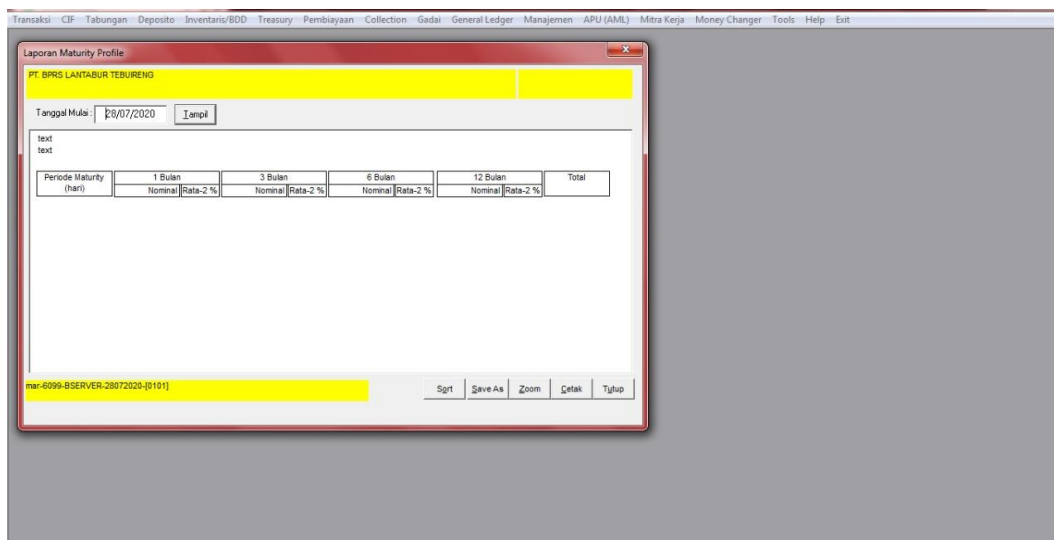 Transaksi CIF Tabungan Deposito Inventaris/BDD Treasury Pembiayaan Collection Gadai General Ledger Manajemen APU (AML) Mitra Kerja Money Changer Tools Help Exit
Laporan Maturity Profile
PT. BPRS LANTABUR TEBUIRENG
Tanggal Mulai : 28/07/2020 Tampil
text
text
Periode Maturity 1 Bulan 3 Bulan 6 Bulan 12 Bulan Total
(hari) Nominal Rata-2 % Nominal Rata-2 % Nominal Rata-2 % Nominal Rata-2 %
mar-6099-BSERVER-28072020-[0101] Sort Save As Zoom Cetak Tutup